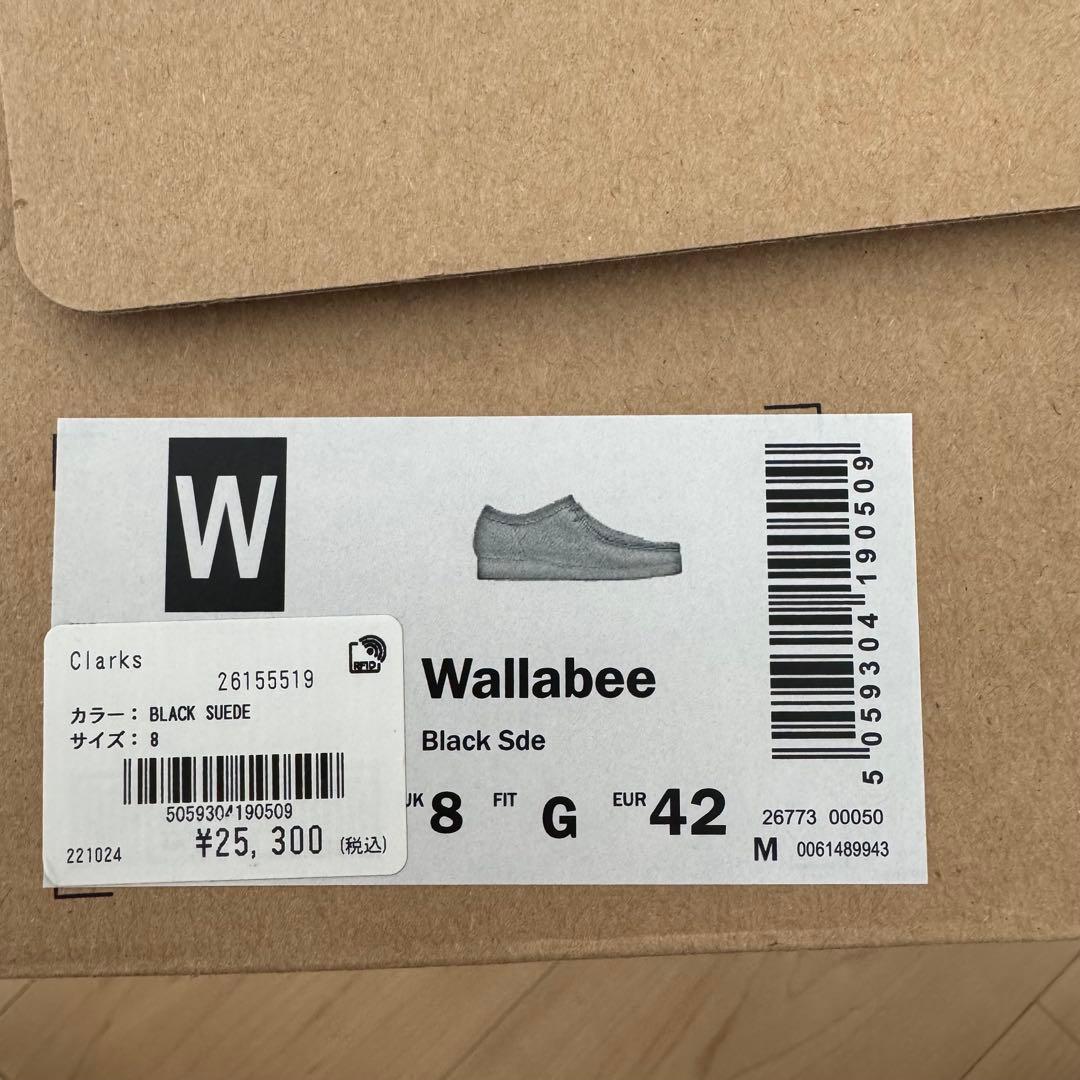 W
Clarks
RFID
26155519
カラー： BLACK SUEDE
サイズ： 8
5059304190509
¥25, 300 (税込)
221024
Wallabee
Black Sde
UK 8 FIT G EUR 42
26773 00050
M 0061489943
5 059304 190509